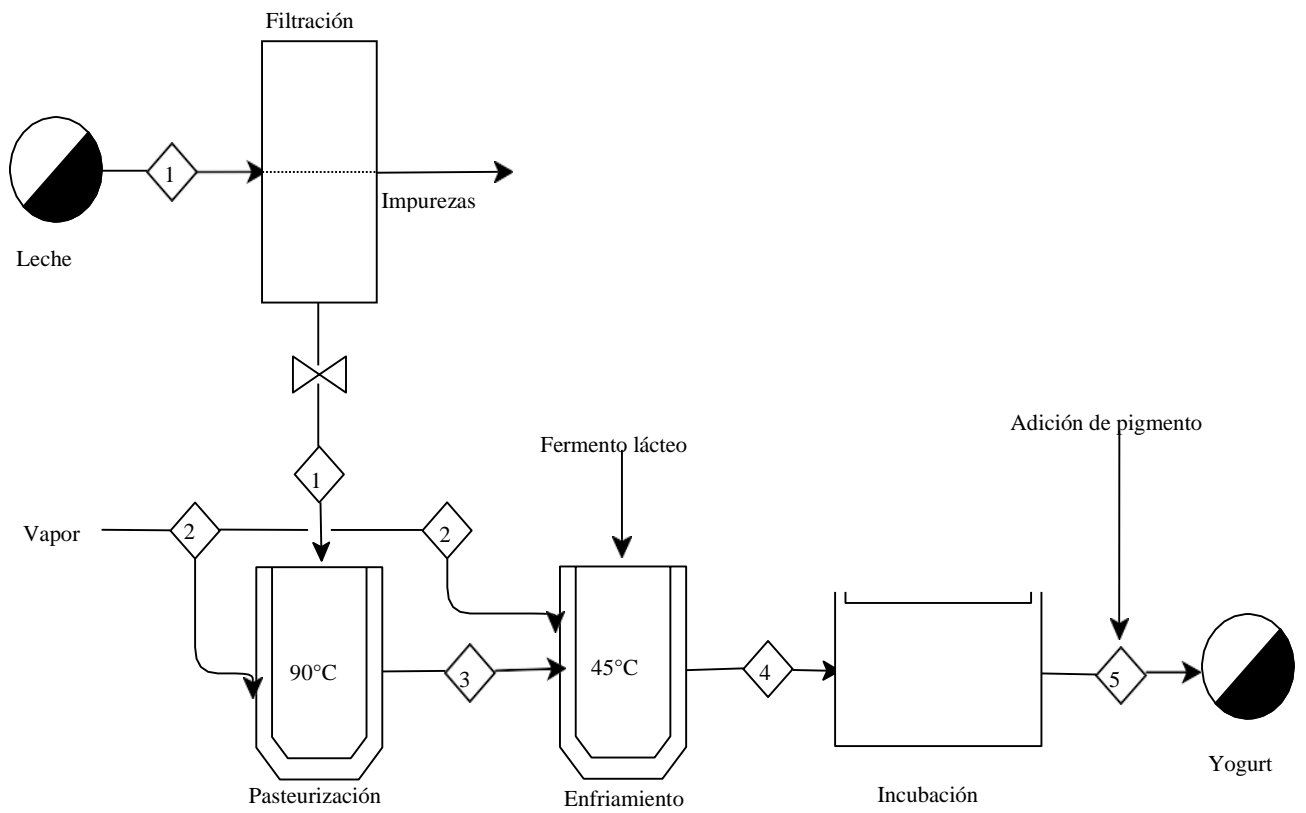 Filtración
1
Impurezas
Leche
Adición de pigmento
Fermento lácteo
1
Vapor
2
2
90°C
3
45°C
4
5
Yogurt
Pasteurización
Enfriamiento
Incubación